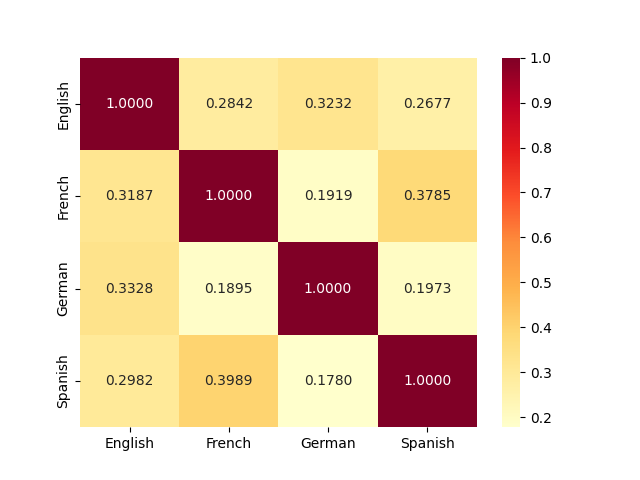 English 1.0000 0.2842 0.3232 0.2677
French 0.3187 1.0000 0.1919 0.3785
German 0.3328 0.1895 1.0000 0.1973
Spanish 0.2982 0.3989 0.1780 1.0000
English French German Spanish
1.0
0.9
0.8
0.7
0.6
0.5
0.4
0.3
0.2